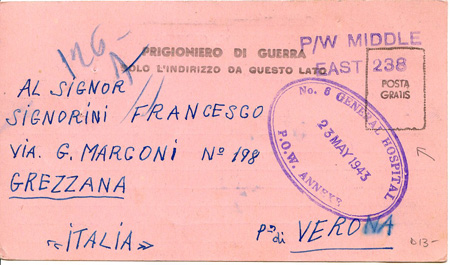 126
PRIGIONIERO DI GUERRA
SOLO L'INDIRIZZO DA QUESTO LATO
P/W MIDDLE
EAST 238
POSTA
GRATIS
AL SIGNOR
SIGNORINI FRANCESCO
VIA. G. MARCONI Nº 198
GREZZANA
No. 6 GENERAL HOSPITAL
23 MAY 1943
P.O.W. ANNEXE
Pº di VERONA
«ITALIA»
D13-